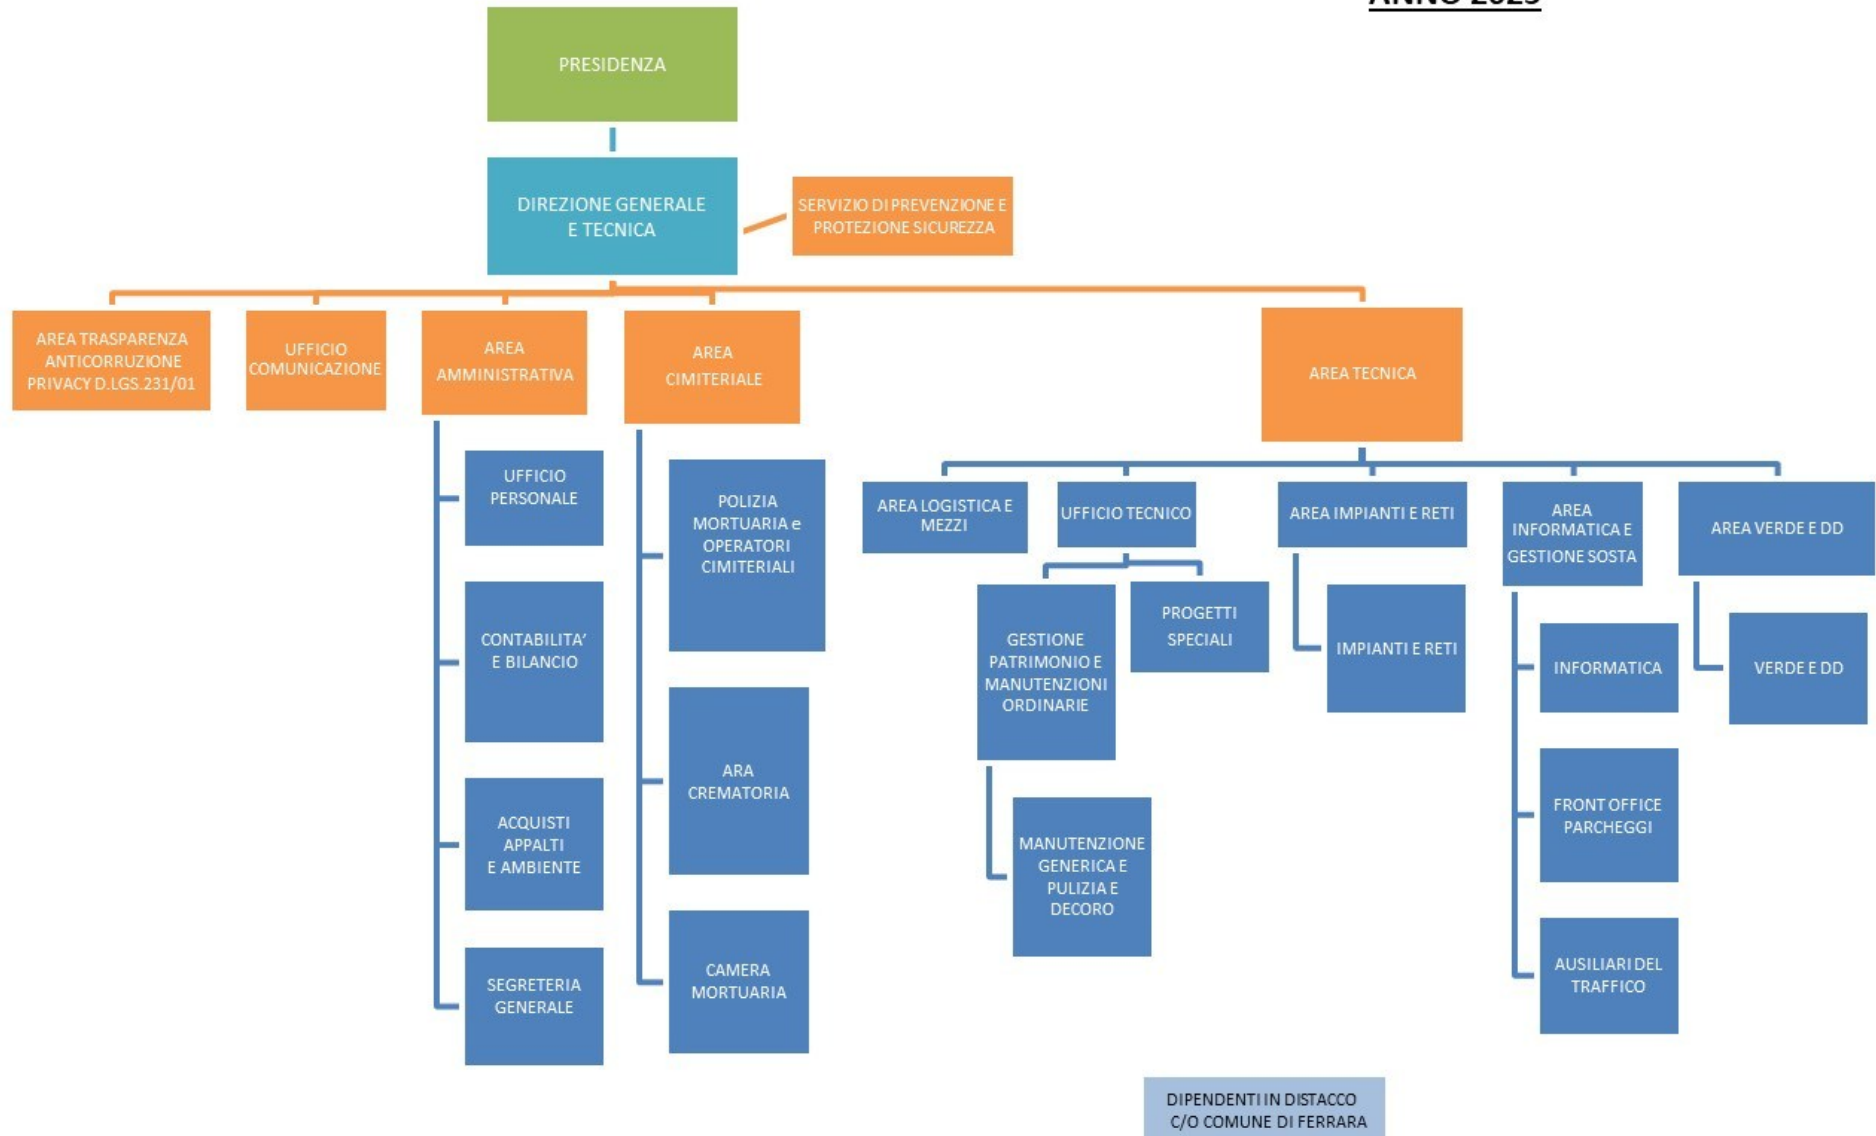 PRESIDENZA
DIREZIONE GENERALE
E TECNICA
SERVIZIO DI PREVENZIONE E
PROTEZIONE SICUREZZA
AREA TRASPARENZA
ANTICORRUZIONE
PRIVACY D.LGS.231/01
UFFICIO
COMUNICAZIONE
AREA
AMMINISTRATIVA
AREA
CIMITERIALE
AREA TECNICA
UFFICIO
PERSONALE
CONTABILITA’
E BILANCIO
ACQUISTI
APPALTI
E AMBIENTE
SEGRETERIA
GENERALE
POLIZIA
MORTUARIA e
OPERATORI
CIMITERIALI
ARA
CREMATORIA
CAMERA
MORTUARIA
AREA LOGISTICA E
MEZZI
UFFICIO TECNICO
GESTIONE
PATRIMONIO E
MANUTENZIONI
ORDINARIE
MANUTENZIONE
GENERICA E
PULIZIA E
DECORO
PROGETTI
SPECIALI
AREA IMPIANTI E RETI
IMPIANTI E RETI
AREA
INFORMATICA E
GESTIONE SOSTA
INFORMATICA
FRONT OFFICE
PARCHEGGI
AUSILIARI DEL
TRAFFICO
AREA VERDE E DD
VERDE E DD
DIPENDENTI IN DISTACCO
C/O COMUNE DI FERRARA